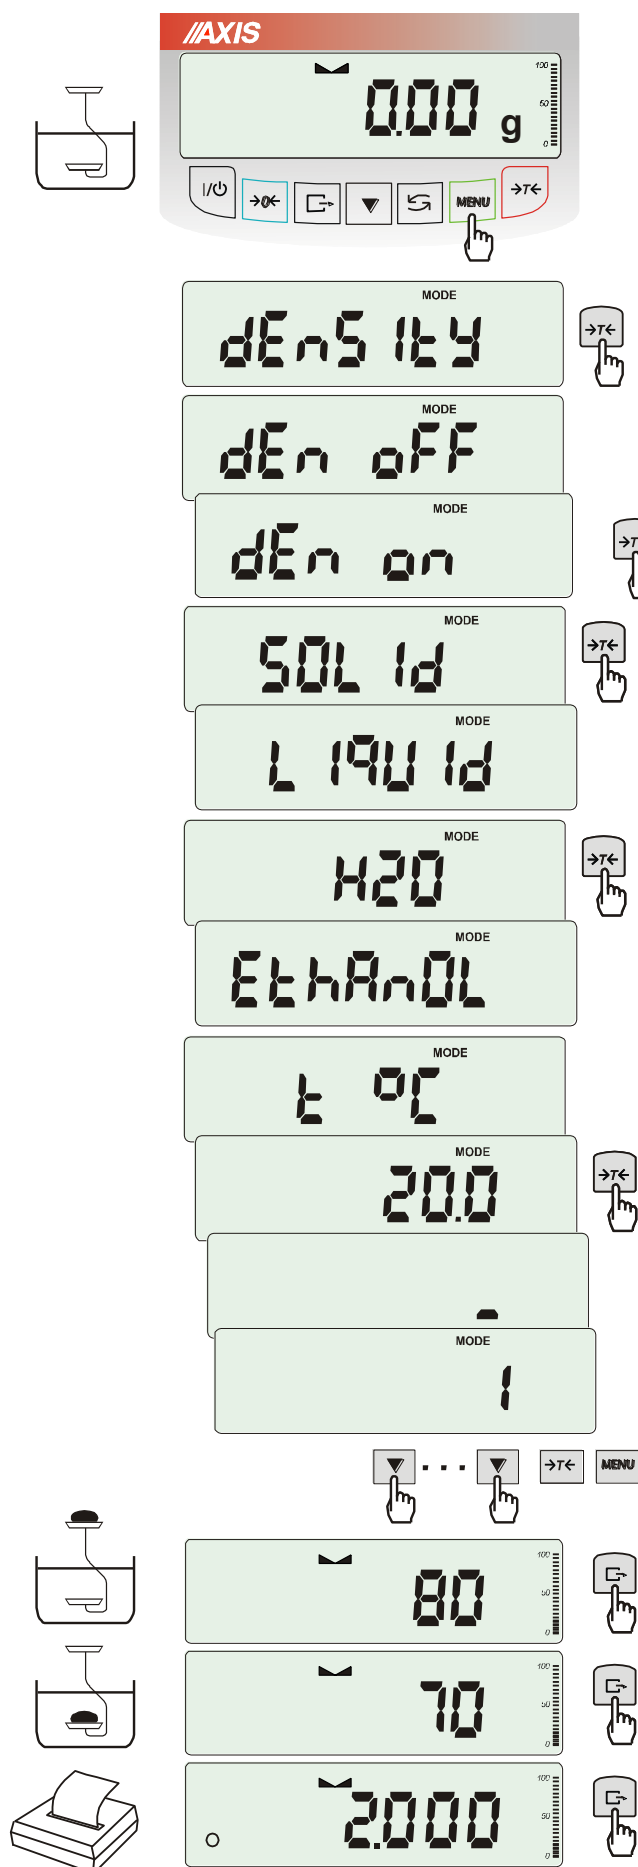 //AXIS
100
0.00 g
50
0
I/⏻ →0← MENU →T←
MODE
dEnSItY →T←
MODE
dEn oFF
MODE
dEn on →T
MODE
SOLId →T←
MODE
LIqUId
MODE
H2O →T←
MODE
EthAnOL
MODE
t °C
MODE
20.0 →T←
-
MODE
1
... →T← MENU
100
80
50
0
100
70
50
0
100
2.000
50
0